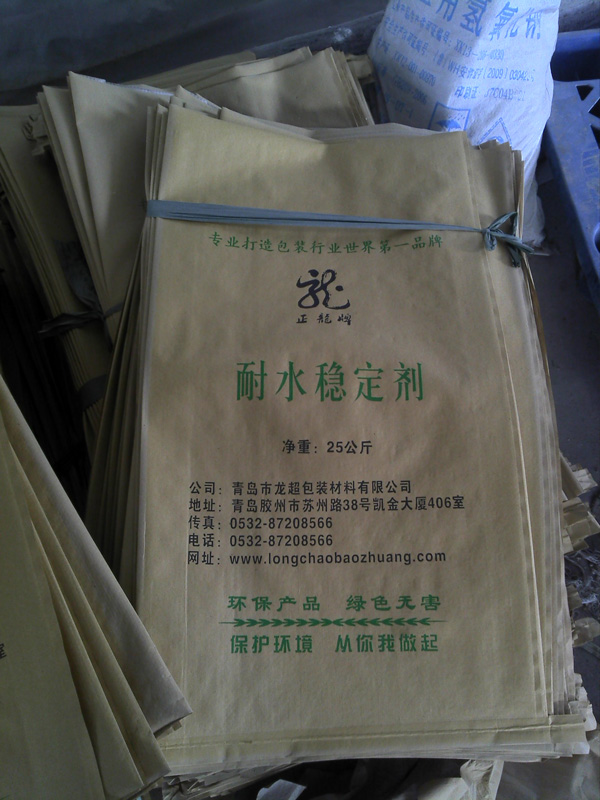 专业打造包装行业世界第一品牌
龍
正龍牌
耐水稳定剂
净重：25公斤
公司：青岛市龙超包装材料有限公司
地址：青岛胶州市苏州路38号凯金大厦406室
传真：0532-87208566
电话：0532-87208566
网址：www.longchaobaozhuang.com
环保产品 绿色无害
保护环境 从你我做起